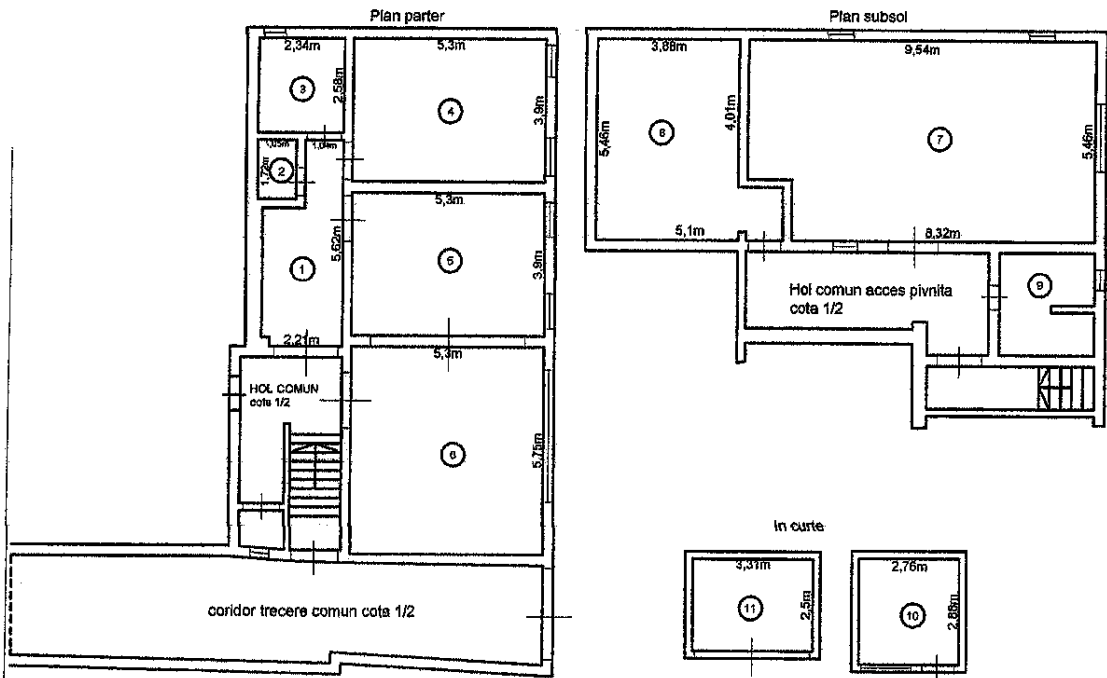 Plan parter
2,34m
5,3m
2,58m
3
4
3,9m
1,05m
1,04m
2
1,72m
5,3m
5,62m
5
3,9m
1
2,21m
5,3m
HOL COMUN
cota 1/2
6
5,75m
coridor trecere comun cota 1/2
Plan subsol
3,88m
9,54m
4,01m
5,46m
8
7
5,46m
5,1m
8,32m
Hol comun acces pivnita
cota 1/2
9
In curte
3,31m
2,5m
11
2,76m
2,88m
10